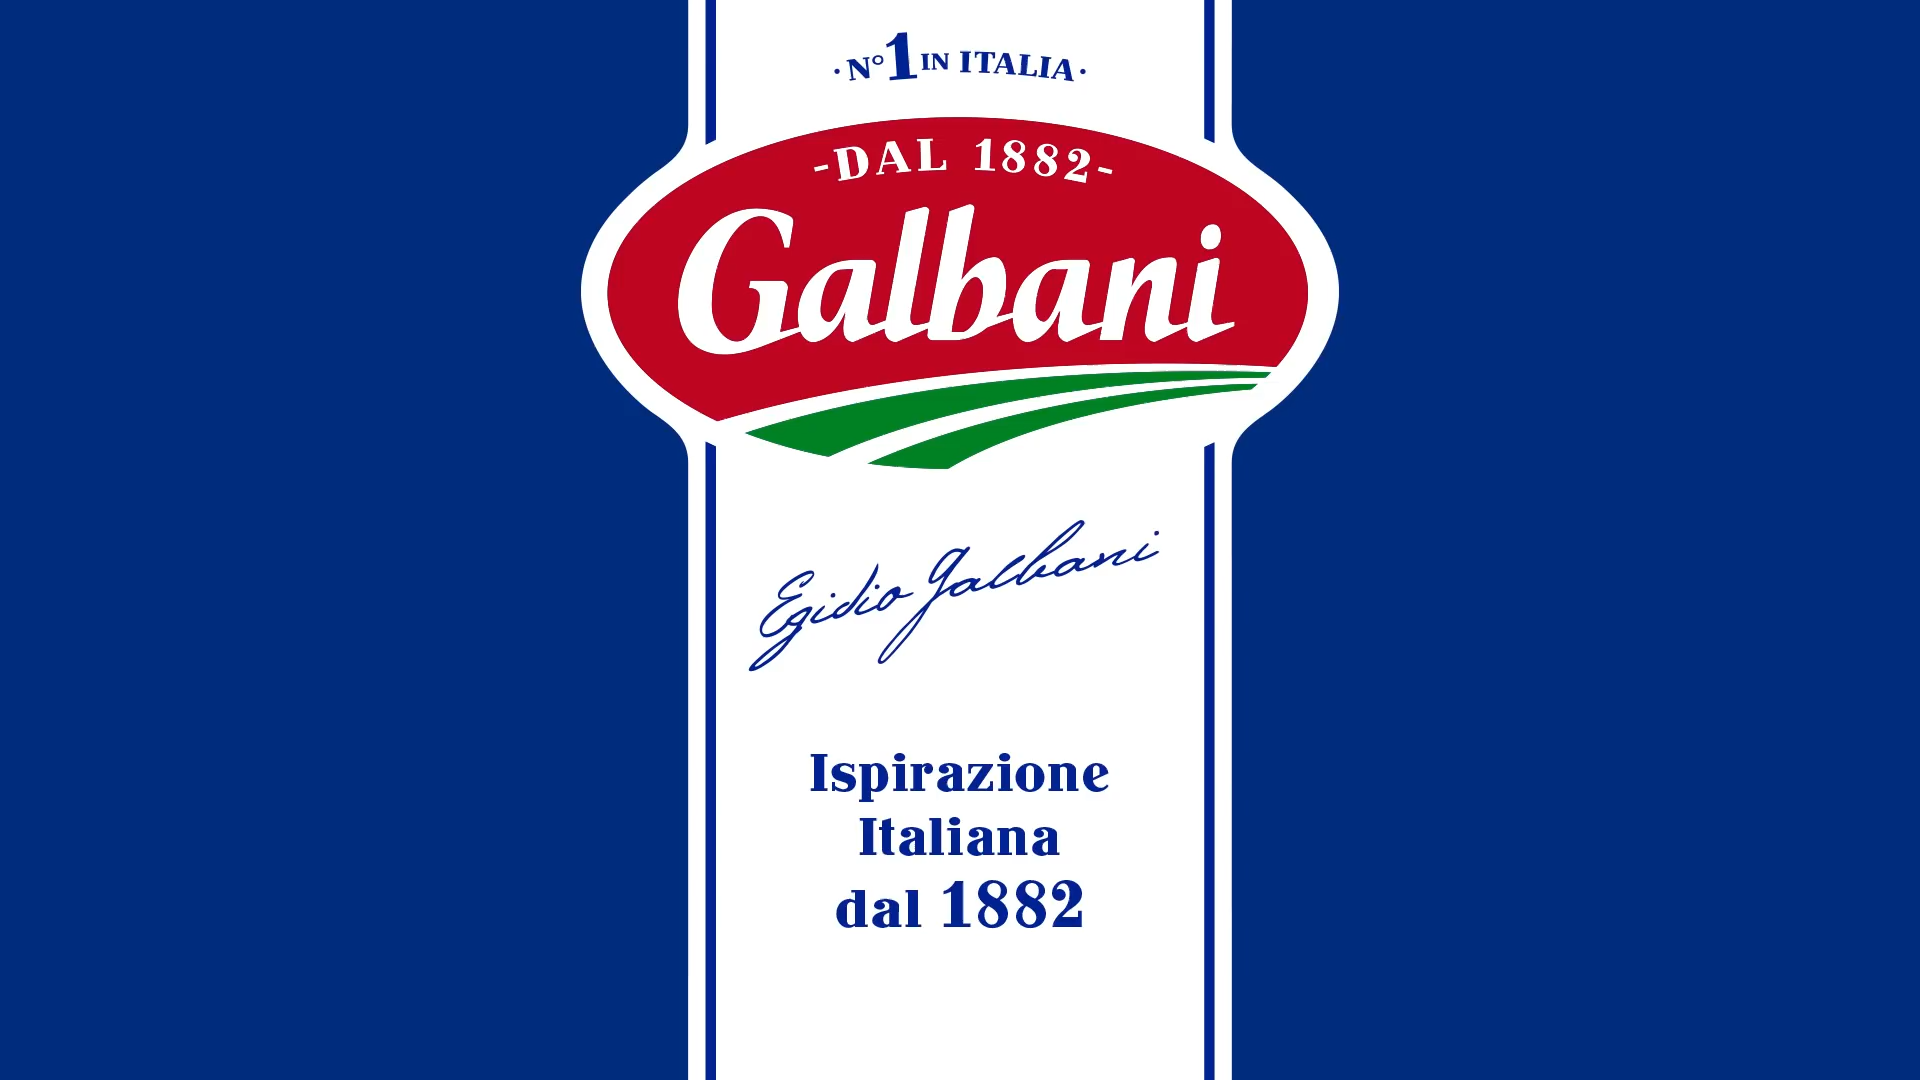 · N° 1 IN ITALIA ·
-DAL 1882-
Galbani
Egidio Galbani
Ispirazione
Italiana
dal 1882